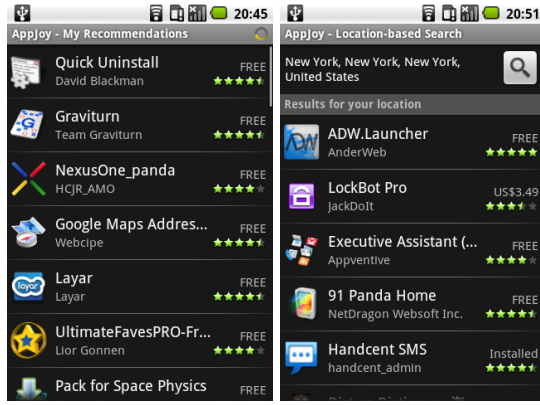 20:45
AppJoy - My Recommendations
Quick Uninstall
FREE
David Blackman
Graviturn
FREE
Team Graviturn
NexusOne_panda
FREE
HCJR_AMO
Google Maps Addres...
FREE
Webcipe
Layar
FREE
layar
Layar
UltimateFavesPRO-Fr...
FREE
Lior Gonnen
Pack for Space Physics
FREE
20:51
AppJoy - Location-based Search
New York, New York, New York,
United States
Results for your location
ADW.Launcher
FREE
ADW
AnderWeb
LockBot Pro
US$3.49
JackDoIt
Executive Assistant (...
FREE
Appventive
91 Panda Home
FREE
NetDragon Websoft Inc.
Handcent SMS
Installed
handcent_admin